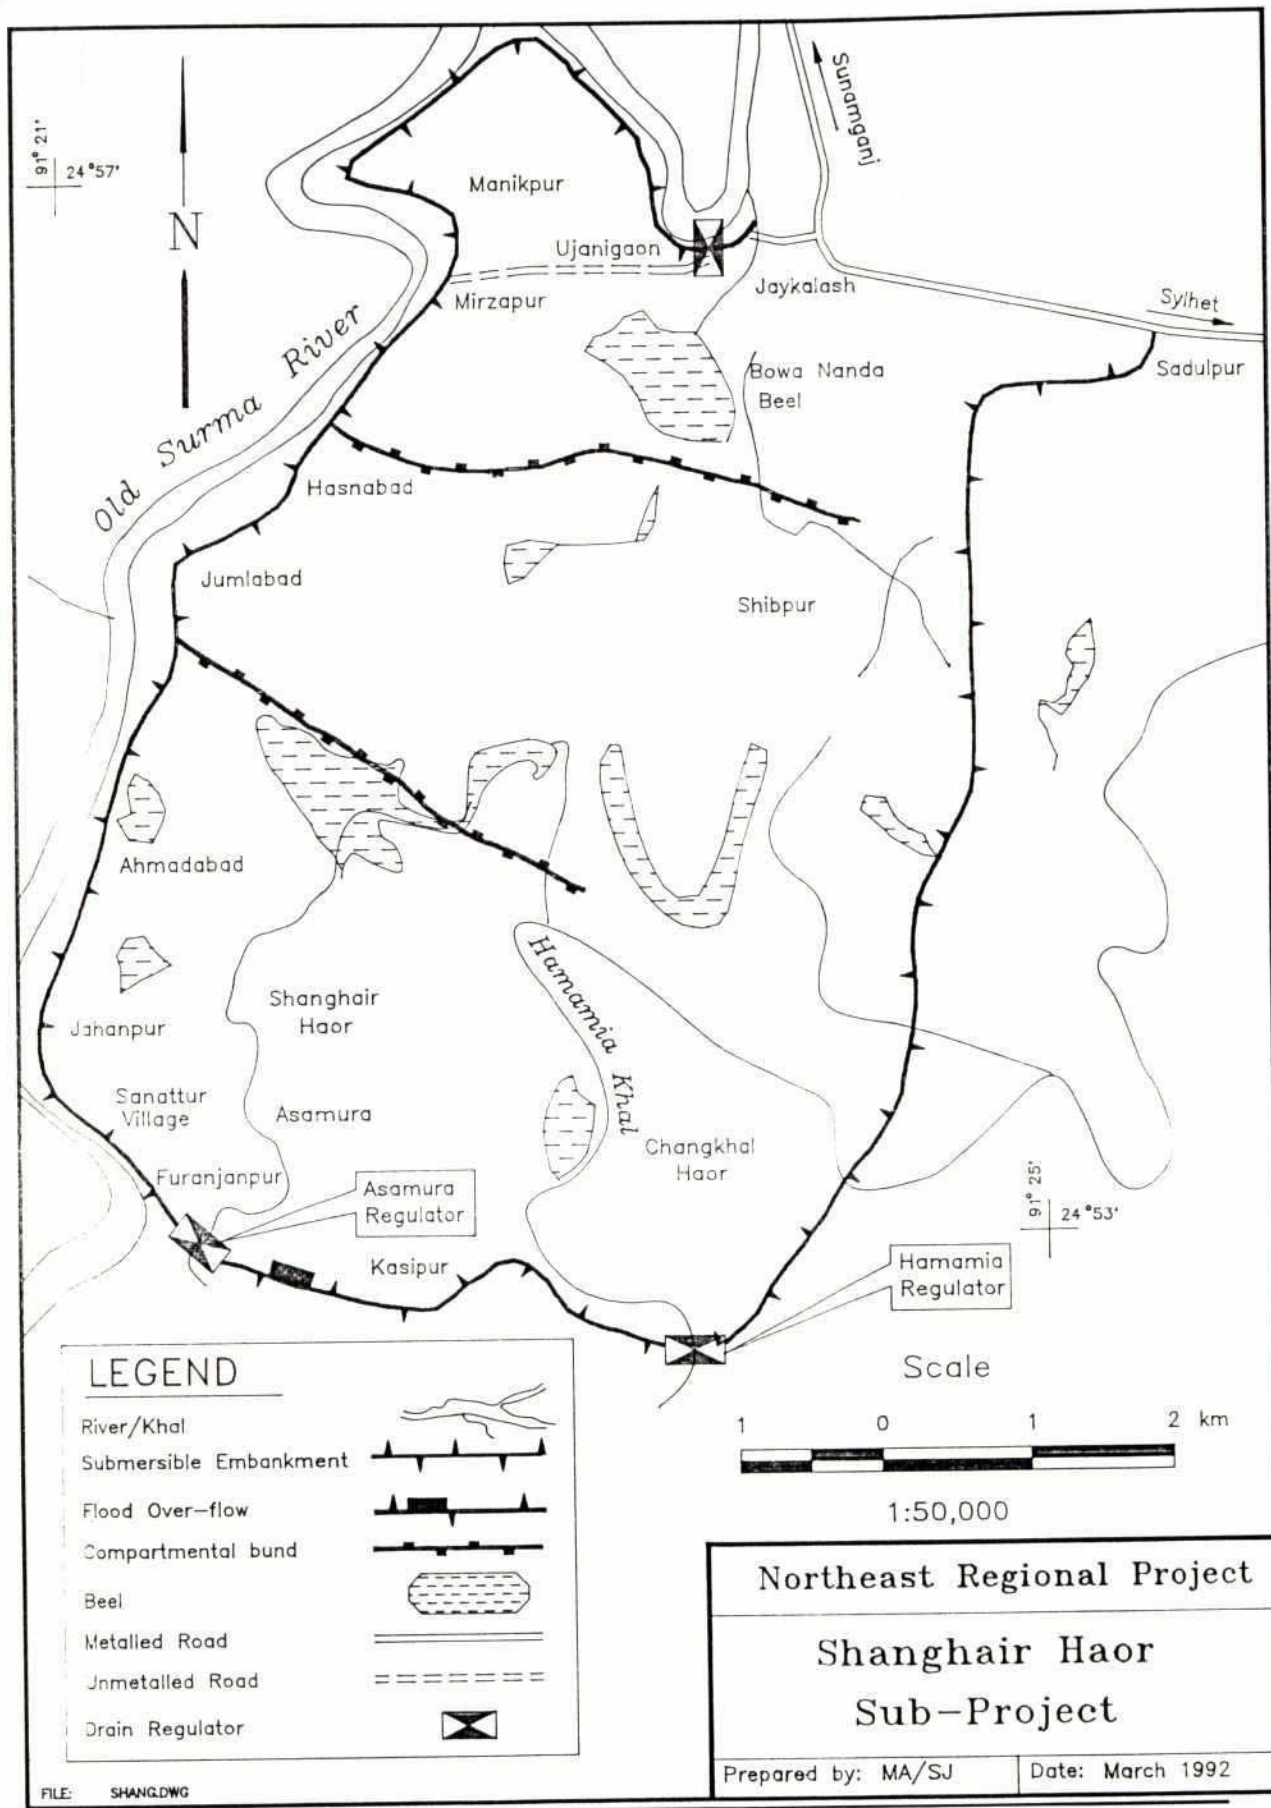 Sunamganj
91° 21'
24°57'
N
Manikpur
Ujanigaon
Mirzapur
Jaykalash
Sylhet
Old Surma River
Bowa Nanda
Beel
Sadulpur
Hasnabad
Jumlabad
Shibpur
Ahmadabad
Hamamia Khal
Shanghair
Haor
Jahanpur
Sanattur
Village
Asamura
Changkhal
Haor
Furanjanpur
Asamura
Regulator
91° 25'
24°53'
Kasipur
Hamamia
Regulator
LEGEND
River/Khal
Submersible Embankment
Flood Over-flow
Compartmental bund
Beel
Metalled Road
Unmetalled Road
Drain Regulator
Scale
1 0 1 2 km
1:50,000
Northeast Regional Project
Shanghair Haor
Sub-Project
Prepared by: MA/SJ
Date: March 1992
FILE: SHANG.DWG